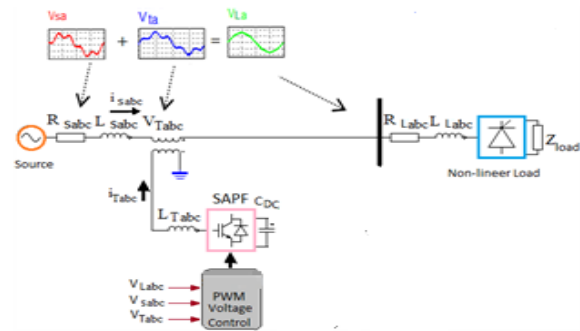 Vsa
Vta
VLa
+
=
i sabc
R Sabc L Sabc V Tabc
R Labc L Labc
Z load
Source
Non-lineer Load
i Tabc
SAPF C DC
L Tabc
V Labc
V sabc
V Tabc
PWM
Voltage
Control